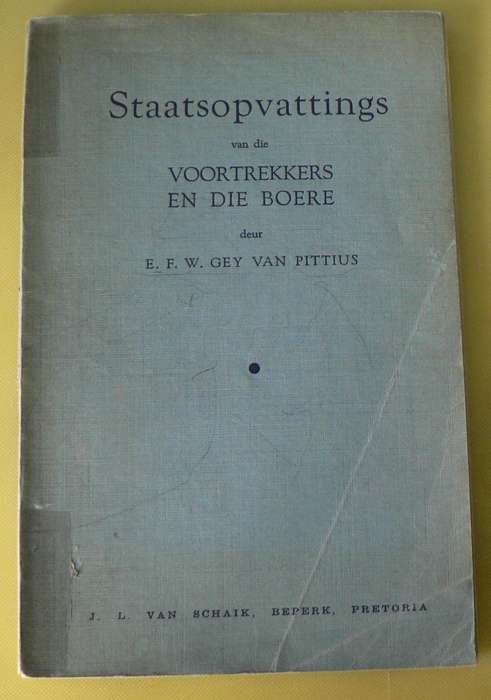 Staatsopvattings
van die
VOORTREKKERS
EN DIE BOERE
deur
E. F. W. GEY VAN PITTIUS
J. L. VAN SCHAIK, BEPERK, PRETORIA